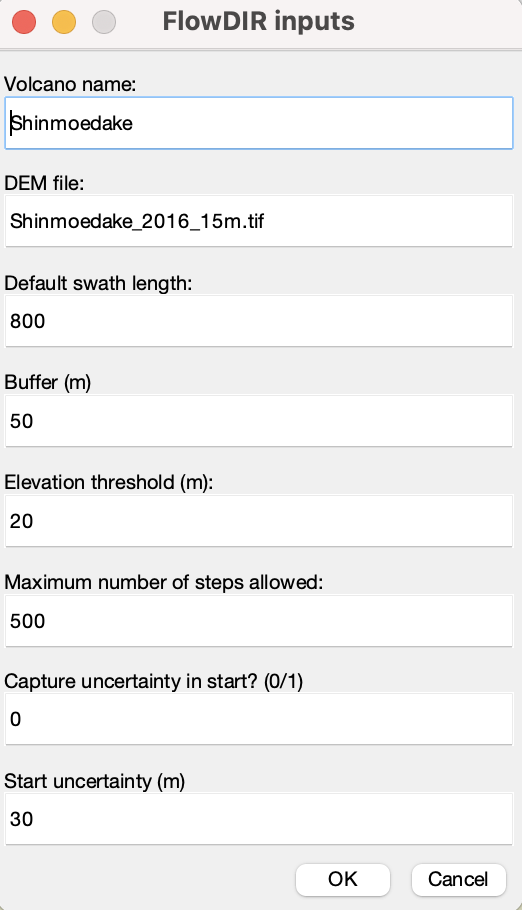 FlowDIR inputs
Volcano name:
Shinmoedake
DEM file:
Shinmoedake_2016_15m.tif
Default swath length:
800
Buffer (m)
50
Elevation threshold (m):
20
Maximum number of steps allowed:
500
Capture uncertainty in start? (0/1)
0
Start uncertainty (m)
30
OK Cancel